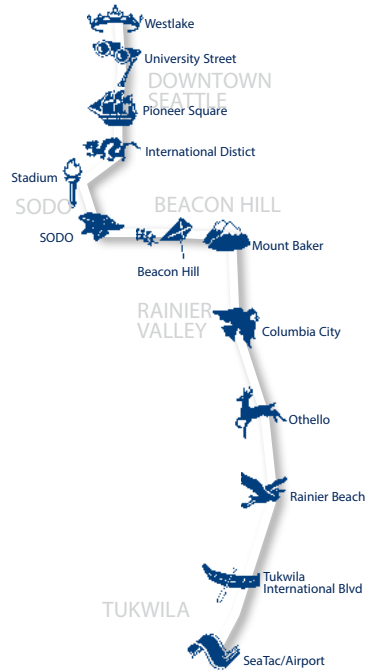 Westlake
University Street
DOWNTOWN
SEATTLE
Pioneer Square
International Distict
Stadium
SODO
BEACON HILL
SODO
Mount Baker
Beacon Hill
RAINIER
VALLEY
Columbia City
Othello
Rainier Beach
Tukwila
International Blvd
TUKWILA
SeaTac/Airport